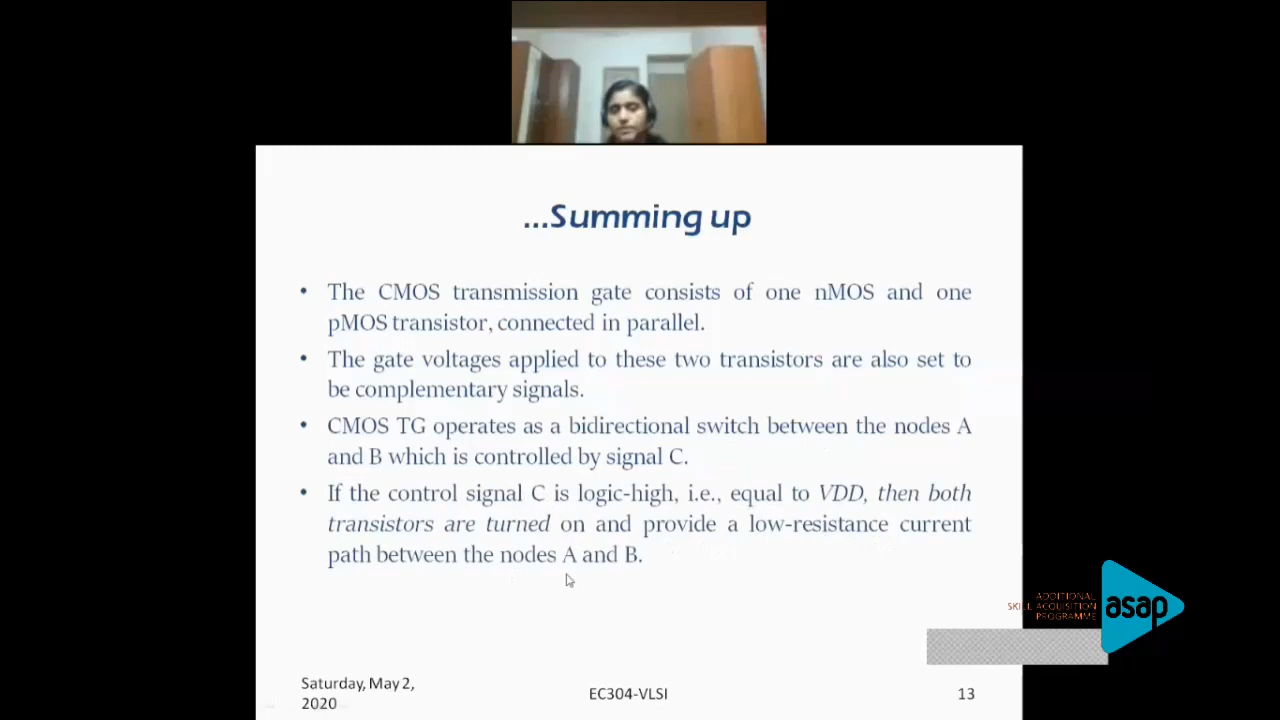 ...Summing up
• The CMOS transmission gate consists of one nMOS and one
pMOS transistor, connected in parallel.
• The gate voltages applied to these two transistors are also set to
be complementary signals.
• CMOS TG operates as a bidirectional switch between the nodes A
and B which is controlled by signal C.
• If the control signal C is logic-high, i.e., equal to VDD, then both
transistors are turned on and provide a low-resistance current
path between the nodes A and B.
ADDITIONAL
SKILL ACQUISITION
PROGRAMME
asap
Saturday, May 2,
2020
EC304-VLSI
13